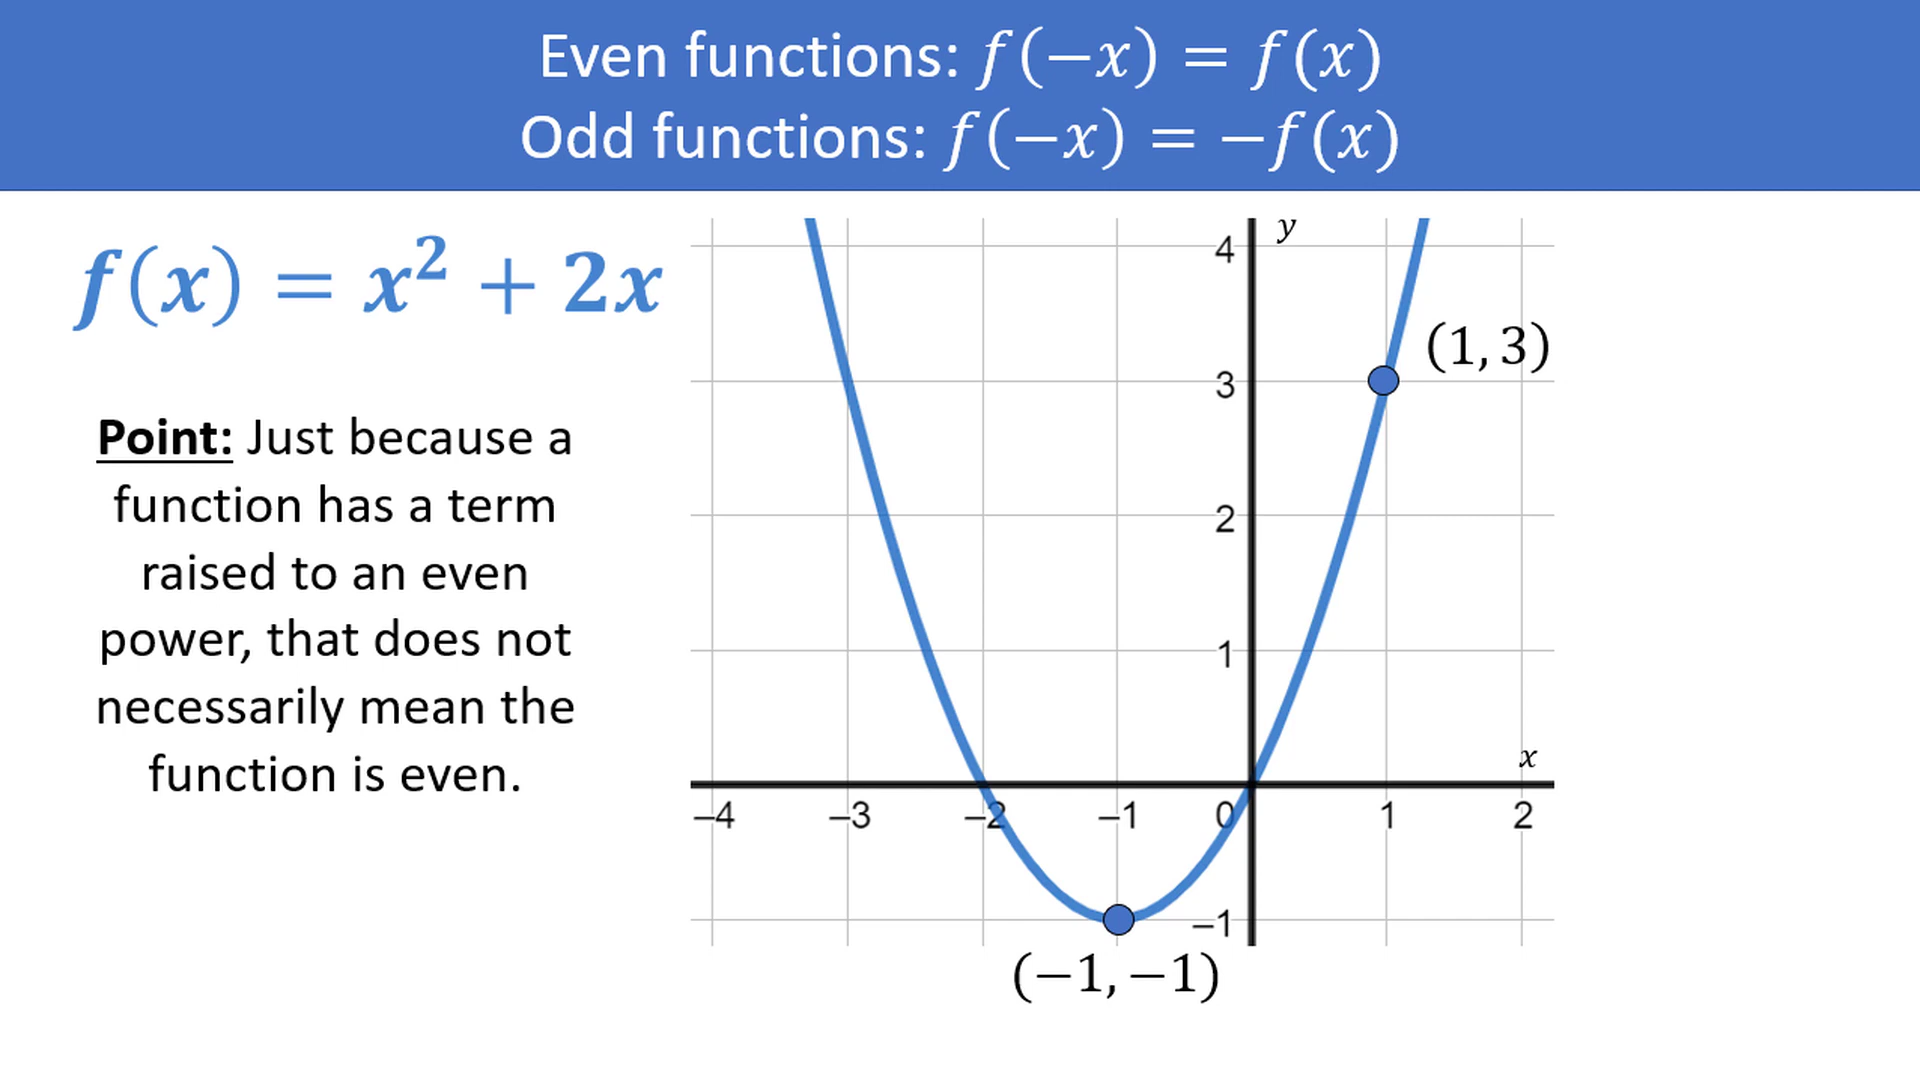 Even functions: f(−x) = f(x)
Odd functions: f(−x) = −f(x)
f(x) = x² + 2x
Point: Just because a
function has a term
raised to an even
power, that does not
necessarily mean the
function is even.
y
4
(1, 3)
3
2
1
x
−4 −3 −2 −1 0 1 2
−1
(−1, −1)